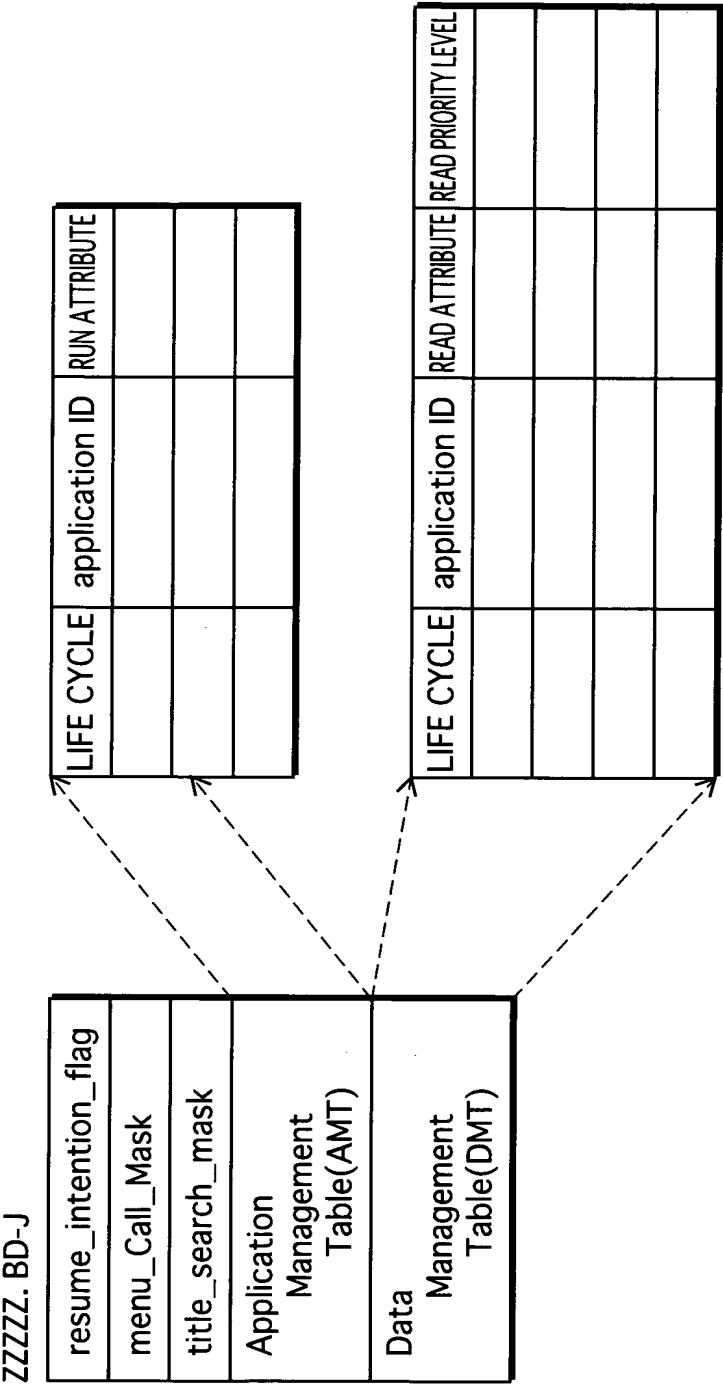 ZZZZZ. BD-J
resume_intention_flag
menu_Call_Mask
title_search_mask
Application
Management
Table(AMT)
Data
Management
Table(DMT)
LIFE CYCLE application ID RUN ATTRIBUTE
LIFE CYCLE application ID READ ATTRIBUTE READ PRIORITY LEVEL